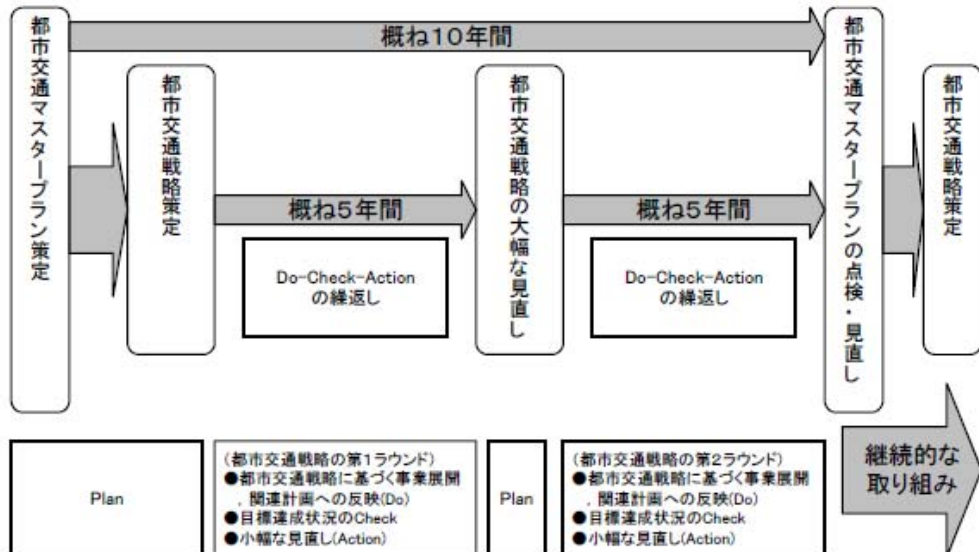 都市交通マスタープラン策定
概ね10年間
都市交通戦略策定
概ね5年間
Do-Check-Action
の繰返し
都市交通戦略の大幅な見直し
概ね5年間
Do-Check-Action
の繰返し
都市交通マスタープランの点検・見直し
都市交通戦略策定
Plan
(都市交通戦略の第1ラウンド)
●都市交通戦略に基づく事業展開
,関連計画への反映(Do)
●目標達成状況のCheck
●小幅な見直し(Action)
Plan
(都市交通戦略の第2ラウンド)
●都市交通戦略に基づく事業展開
,関連計画への反映(Do)
●目標達成状況のCheck
●小幅な見直し(Action)
継続的な
取り組み